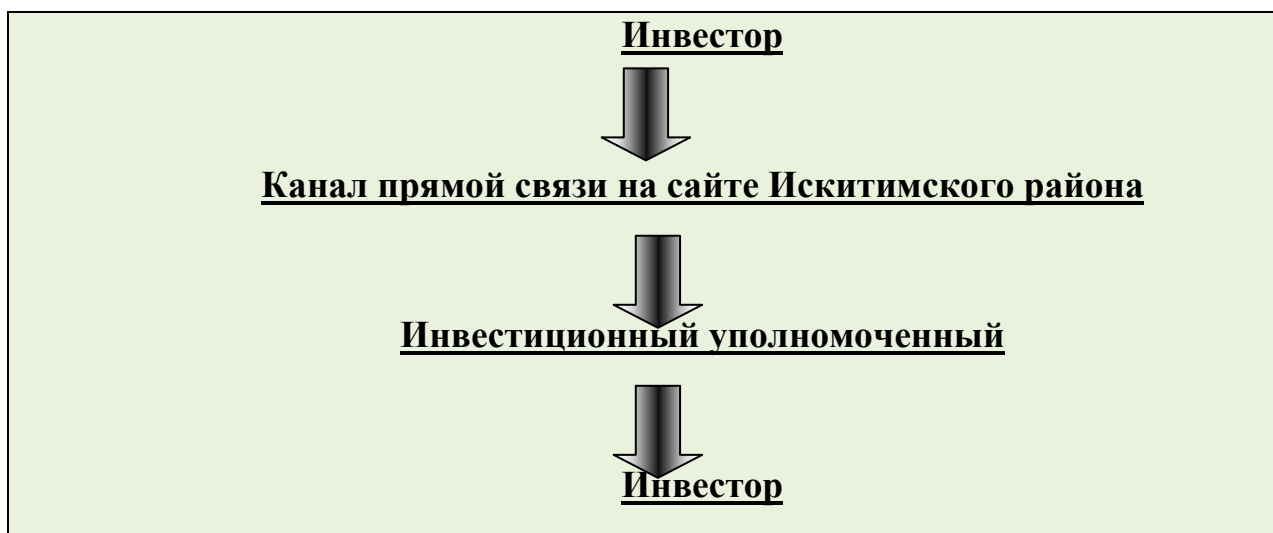 Инвестор
Канал прямой связи на сайте Искитимского района
Инвестиционный уполномоченный
Инвестор